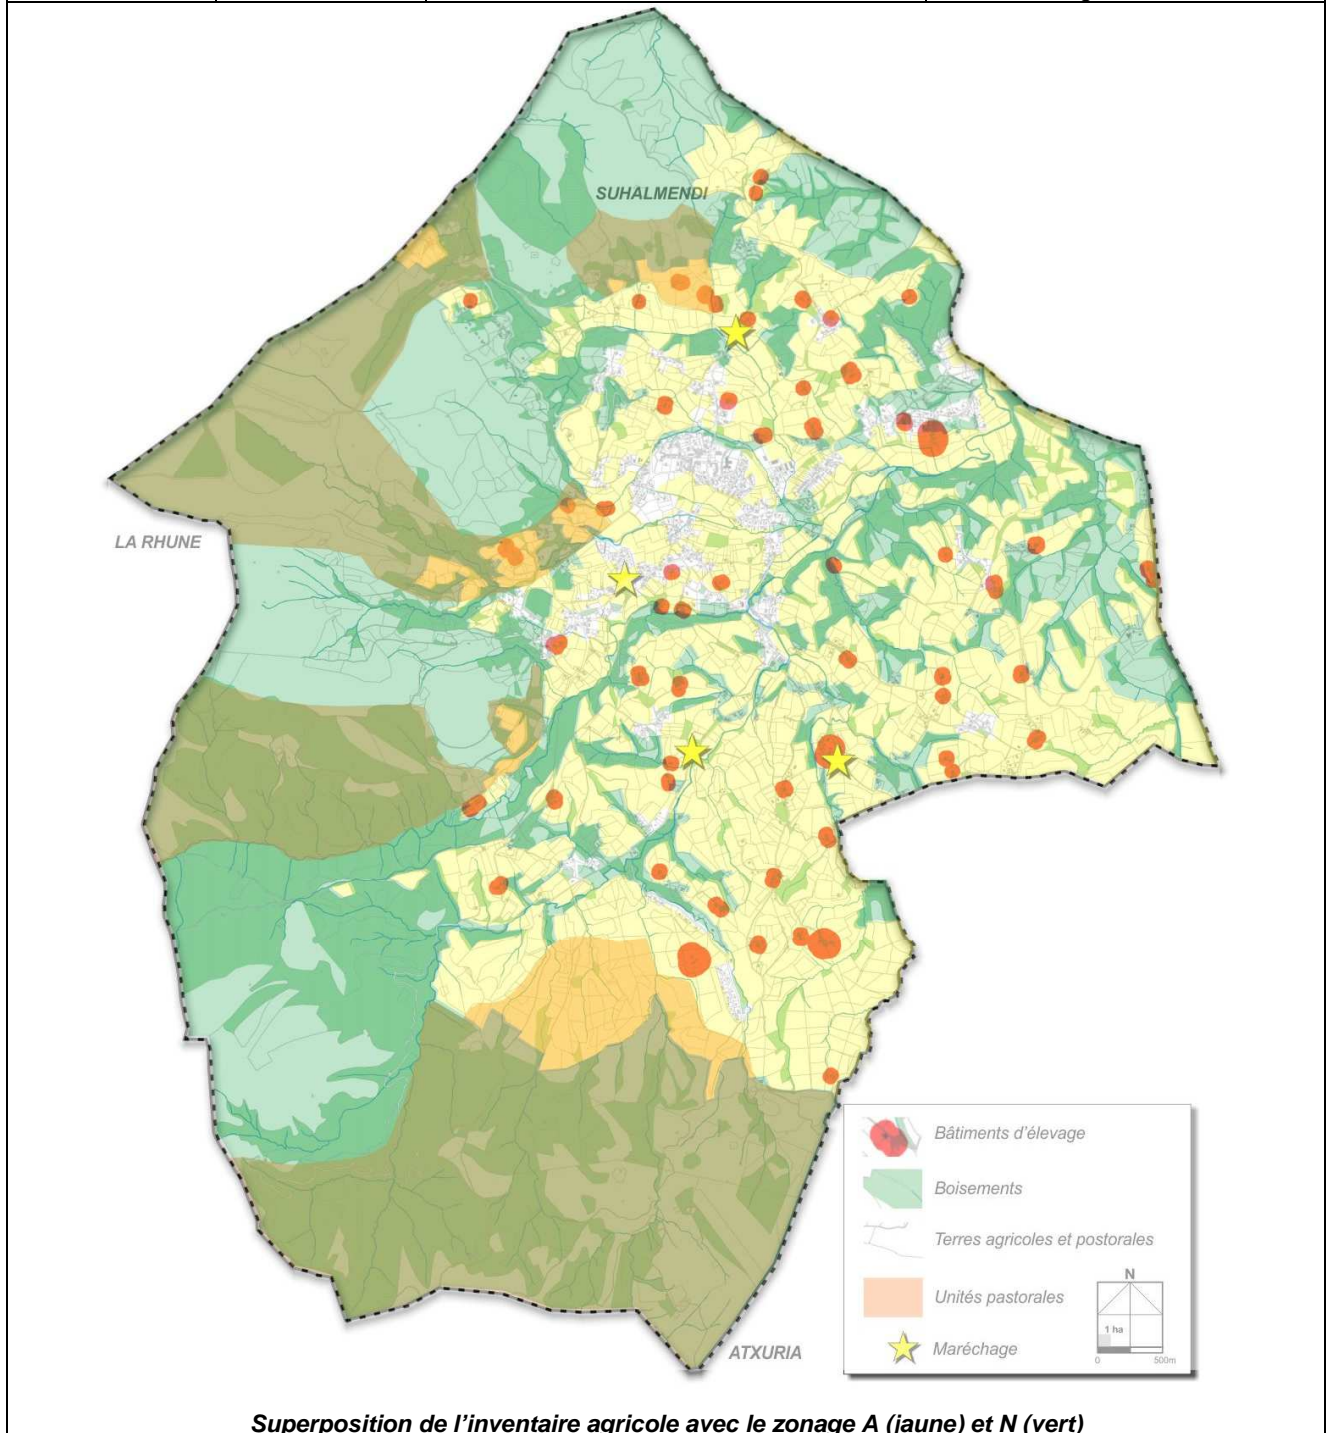 SUHALMENDI
LA RHUNE
ATXURIA
Bâtiments d'élevage
Boisements
Terres agricoles et postorales
Unités pastorales
Maréchage
N
1 ha
0 500m
Superposition de l'inventaire agricole avec le zonage A (jaune) et N (vert)